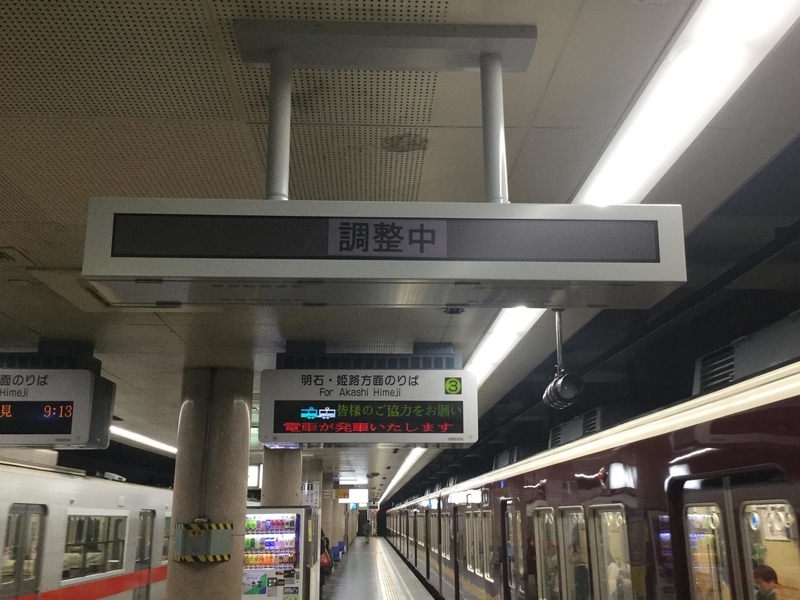 調整中
明石・姫路方面のりば
For Akashi Himeji
3
皆様のご協力をお願い
電車が発車いたします
面のりば
Himeji
見 9:13